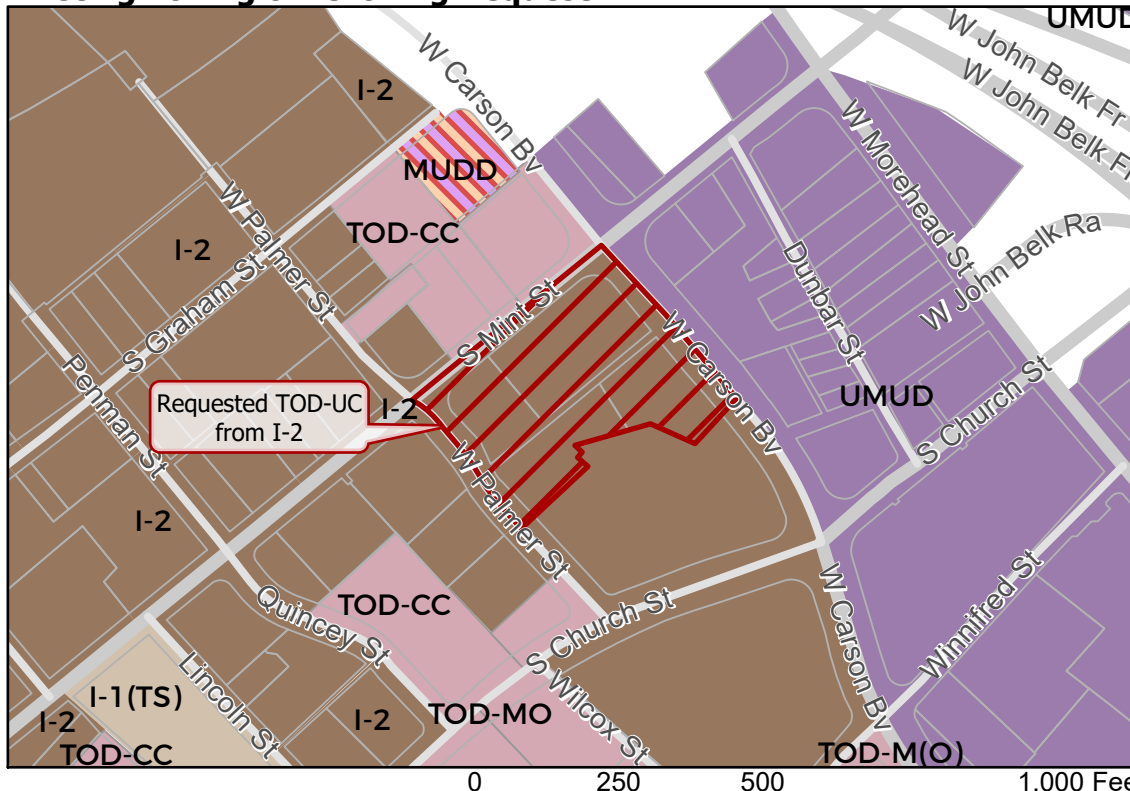 UMUD
W John Belk Fr
W John Belk Fr
W Carson Bv
I-2
W Morehead St
MUDD
W Palmer St
TOD-CC
I-2
Dunbar St
W John Belk Ra
S Graham St
S Mint St
W Carson Bv
Penman St
Requested TOD-UC
from I-2
I-2
UMUD
S Church St
W Palmer St
I-2
Quincey St
TOD-CC
S Church St
W Carson Bv
Winnifred St
Lincoln St
I-1(TS)
I-2
TOD-CC
I-2
TOD-MO
Wilcox St
TOD-M(O)
0 250 500 1,000 Fee